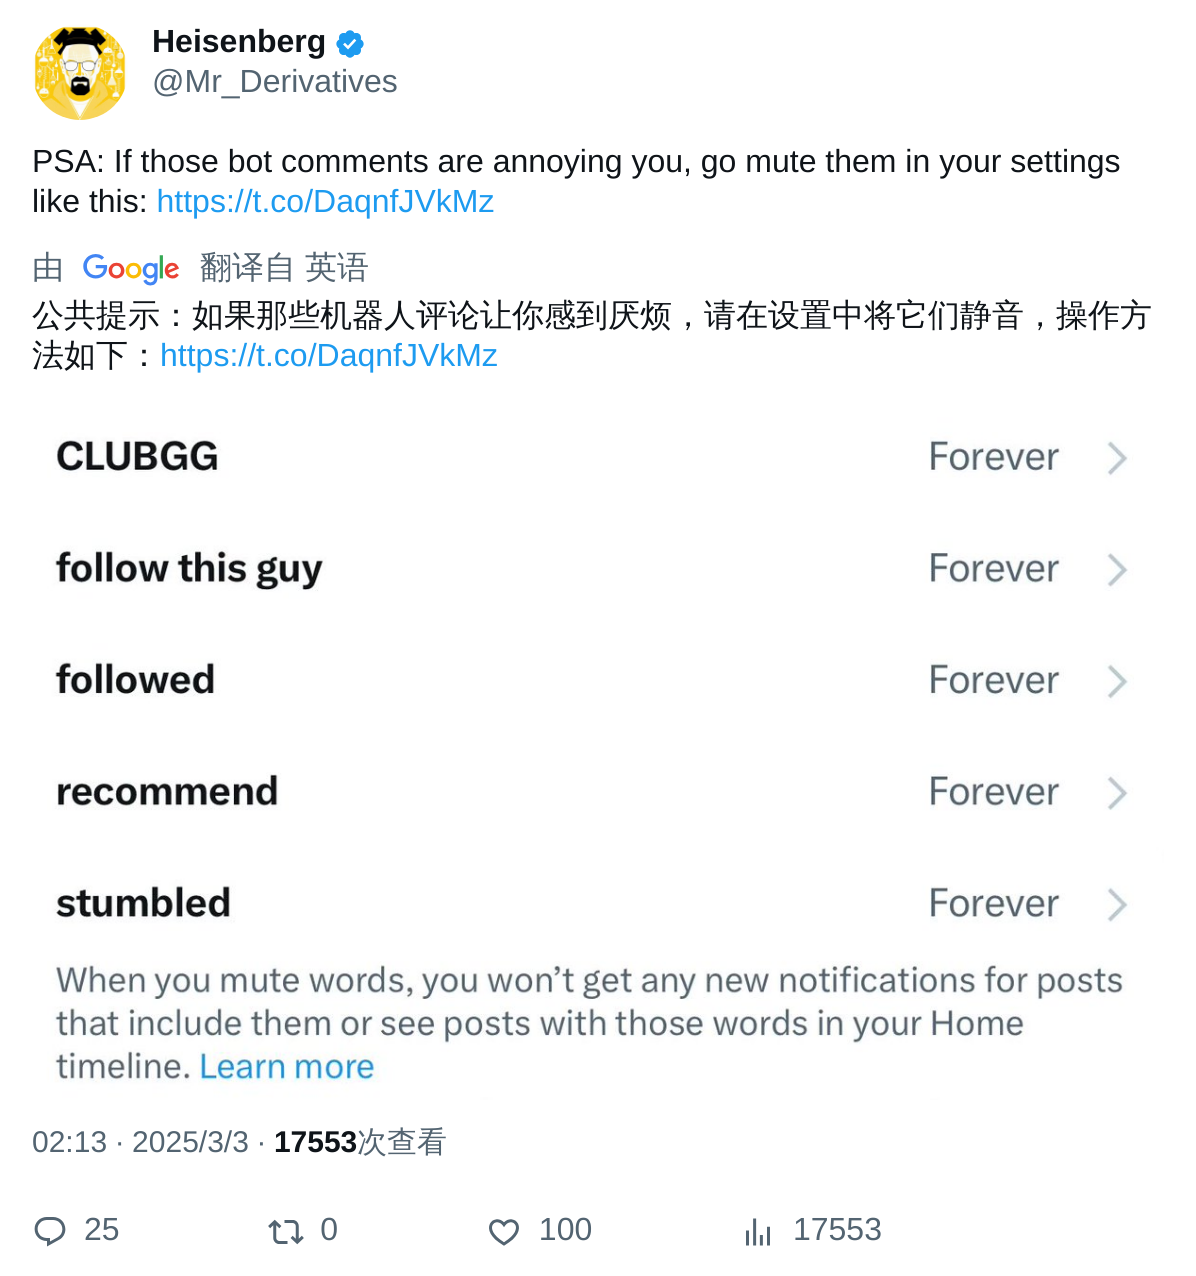 Heisenberg
@Mr_Derivatives
PSA: If those bot comments are annoying you, go mute them in your settings
like this: https://t.co/DaqnfJVkMz
由 Google 翻译自 英语
公共提示：如果那些机器人评论让你感到厌烦，请在设置中将它们静音，操作方
法如下：https://t.co/DaqnfJVkMz
CLUBGG Forever
follow this guy Forever
followed Forever
recommend Forever
stumbled Forever
When you mute words, you won’t get any new notifications for posts
that include them or see posts with those words in your Home
timeline. Learn more
02:13 · 2025/3/3 · 17553次查看
25 0 100 17553